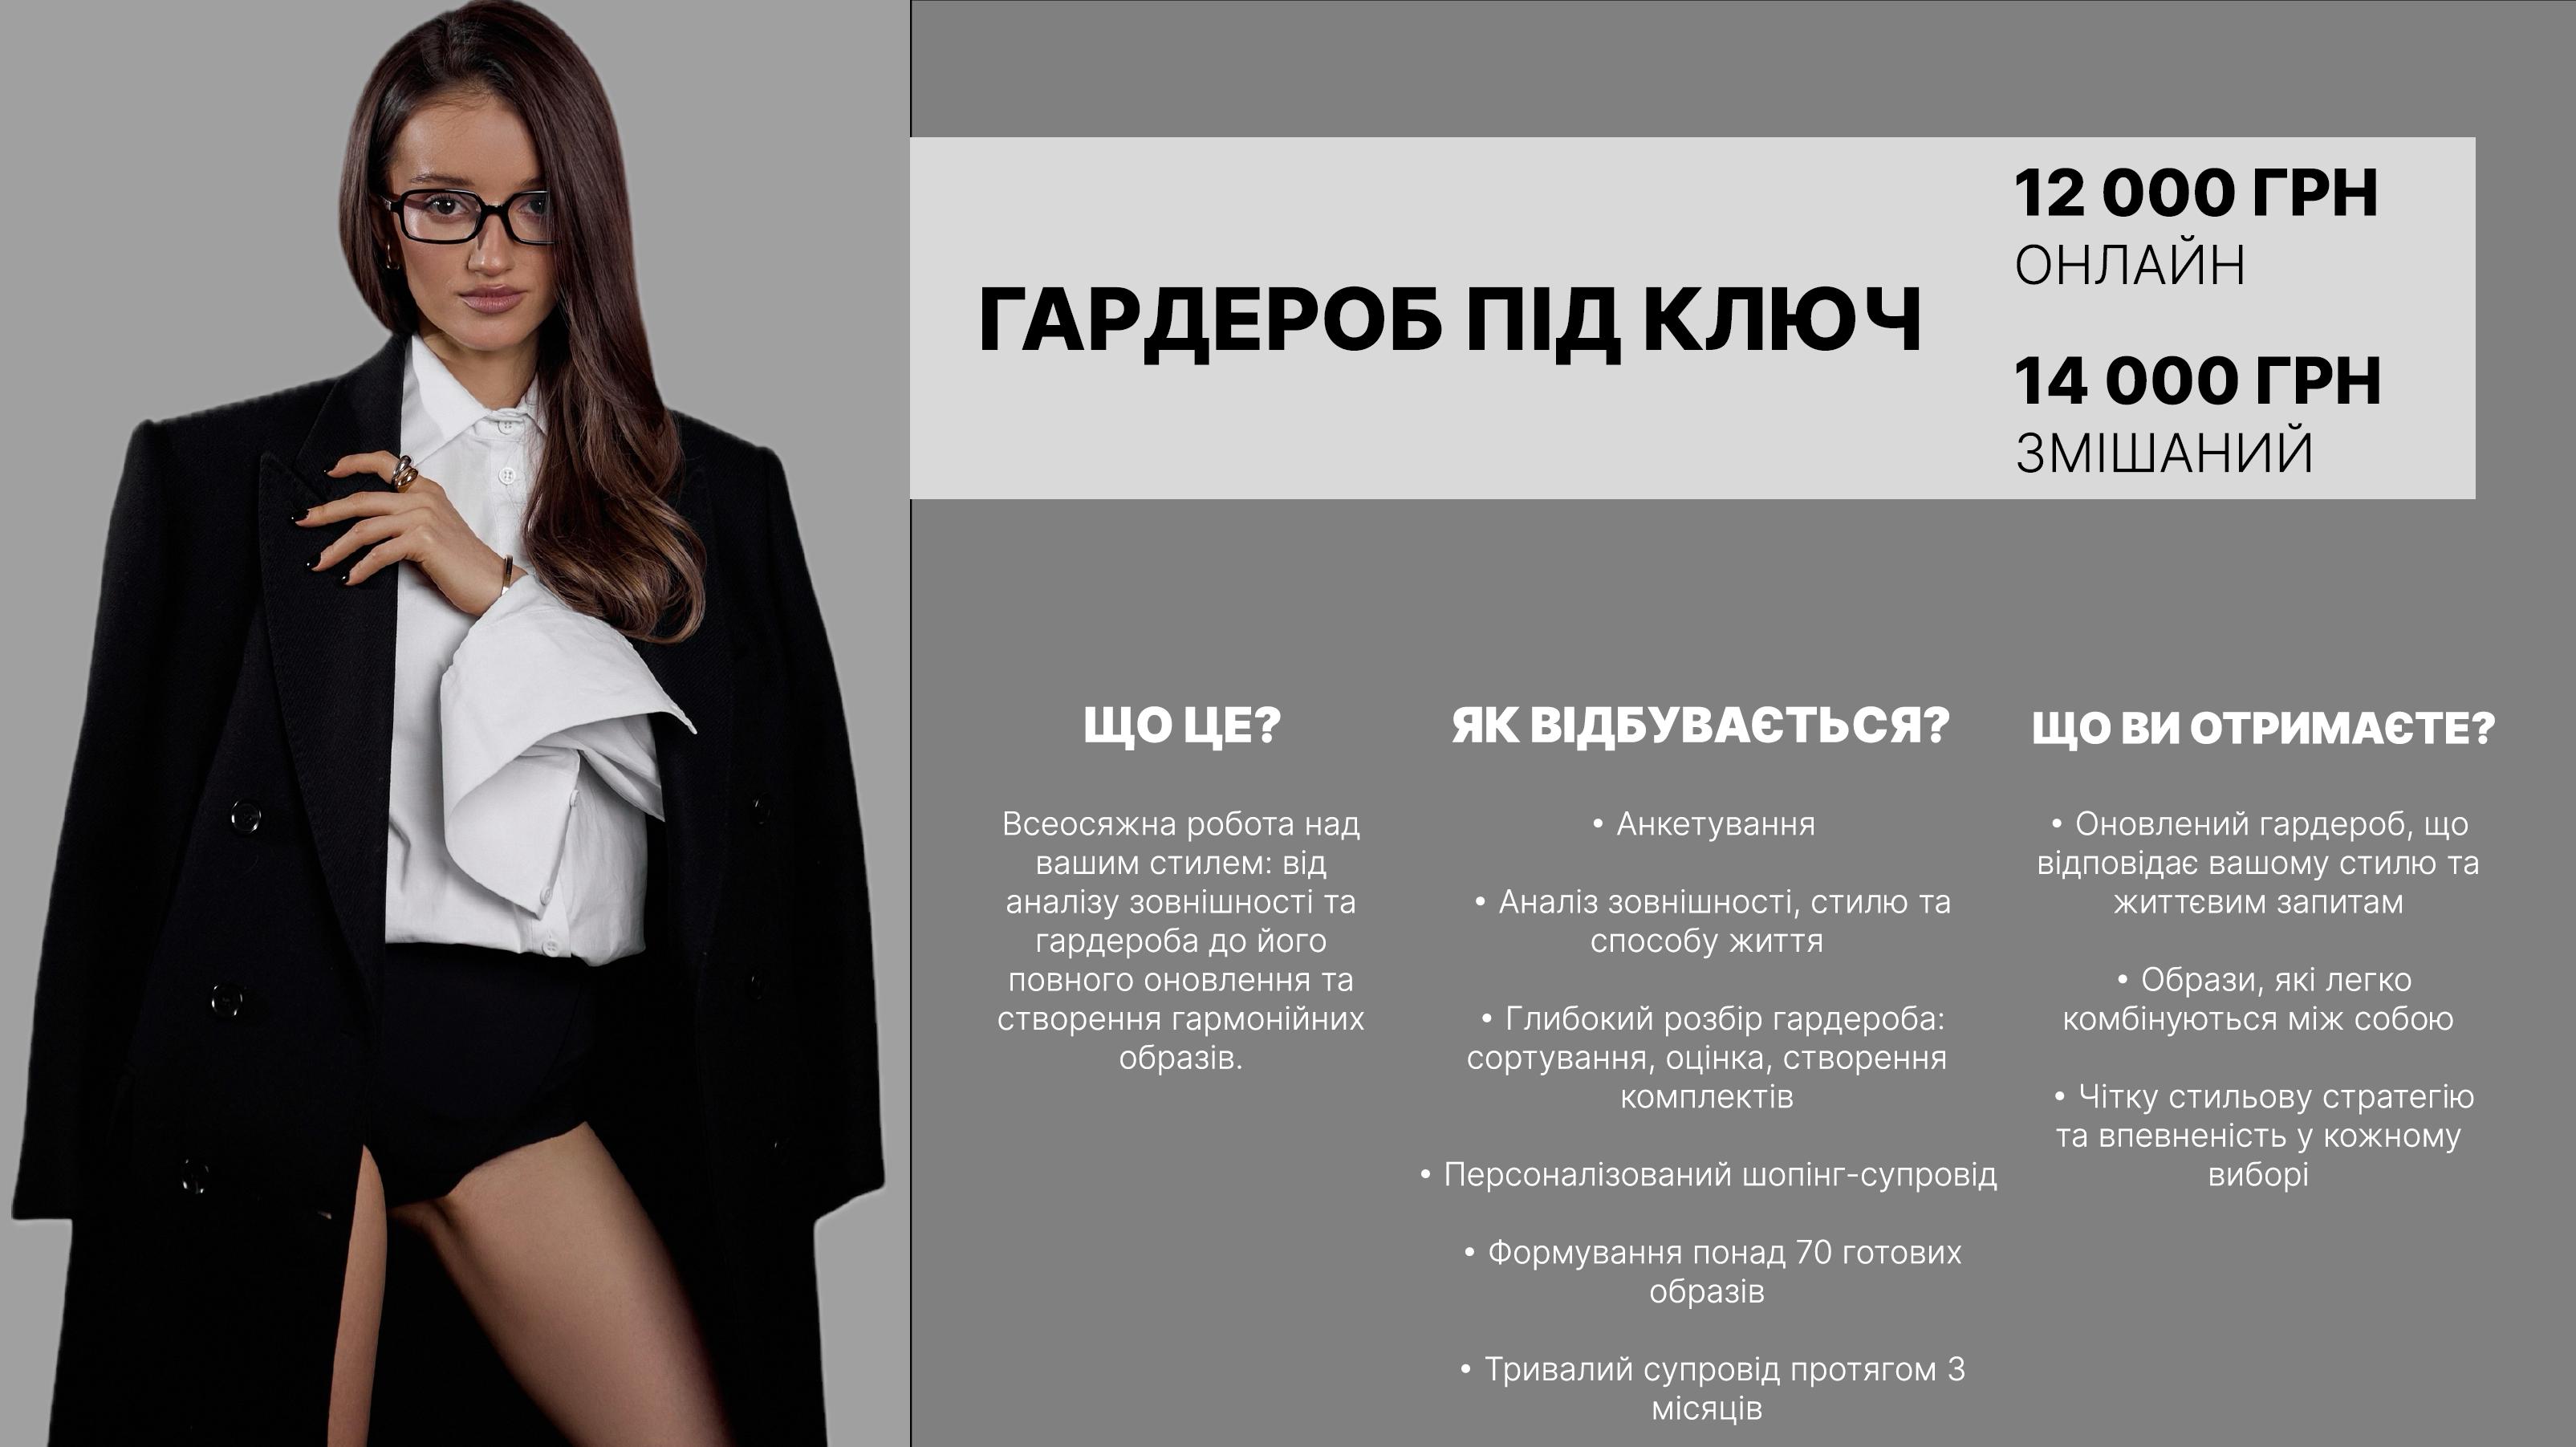 ГАРДЕРОБ ПІД КЛЮЧ
12 000 ГРН
ОНЛАЙН
14 000 ГРН
ЗМІШАНИЙ
ЩО ЦЕ?
Всеосяжна робота над
вашим стилем: від
аналізу зовнішності та
гардероба до його
повного оновлення та
створення гармонійних
образів.
ЯК ВІДБУВАЄТЬСЯ?
• Анкетування
• Аналіз зовнішності, стилю та
способу життя
• Глибокий розбір гардероба:
сортування, оцінка, створення
комплектів
• Персоналізований шопінг-супровід
• Формування понад 70 готових
образів
• Тривалий супровід протягом 3
місяців
ЩО ВИ ОТРИМАЄТЕ?
• Оновлений гардероб, що
відповідає вашому стилю та
життєвим запитам
• Образи, які легко
комбінуються між собою
• Чітку стильову стратегію
та впевненість у кожному
виборі